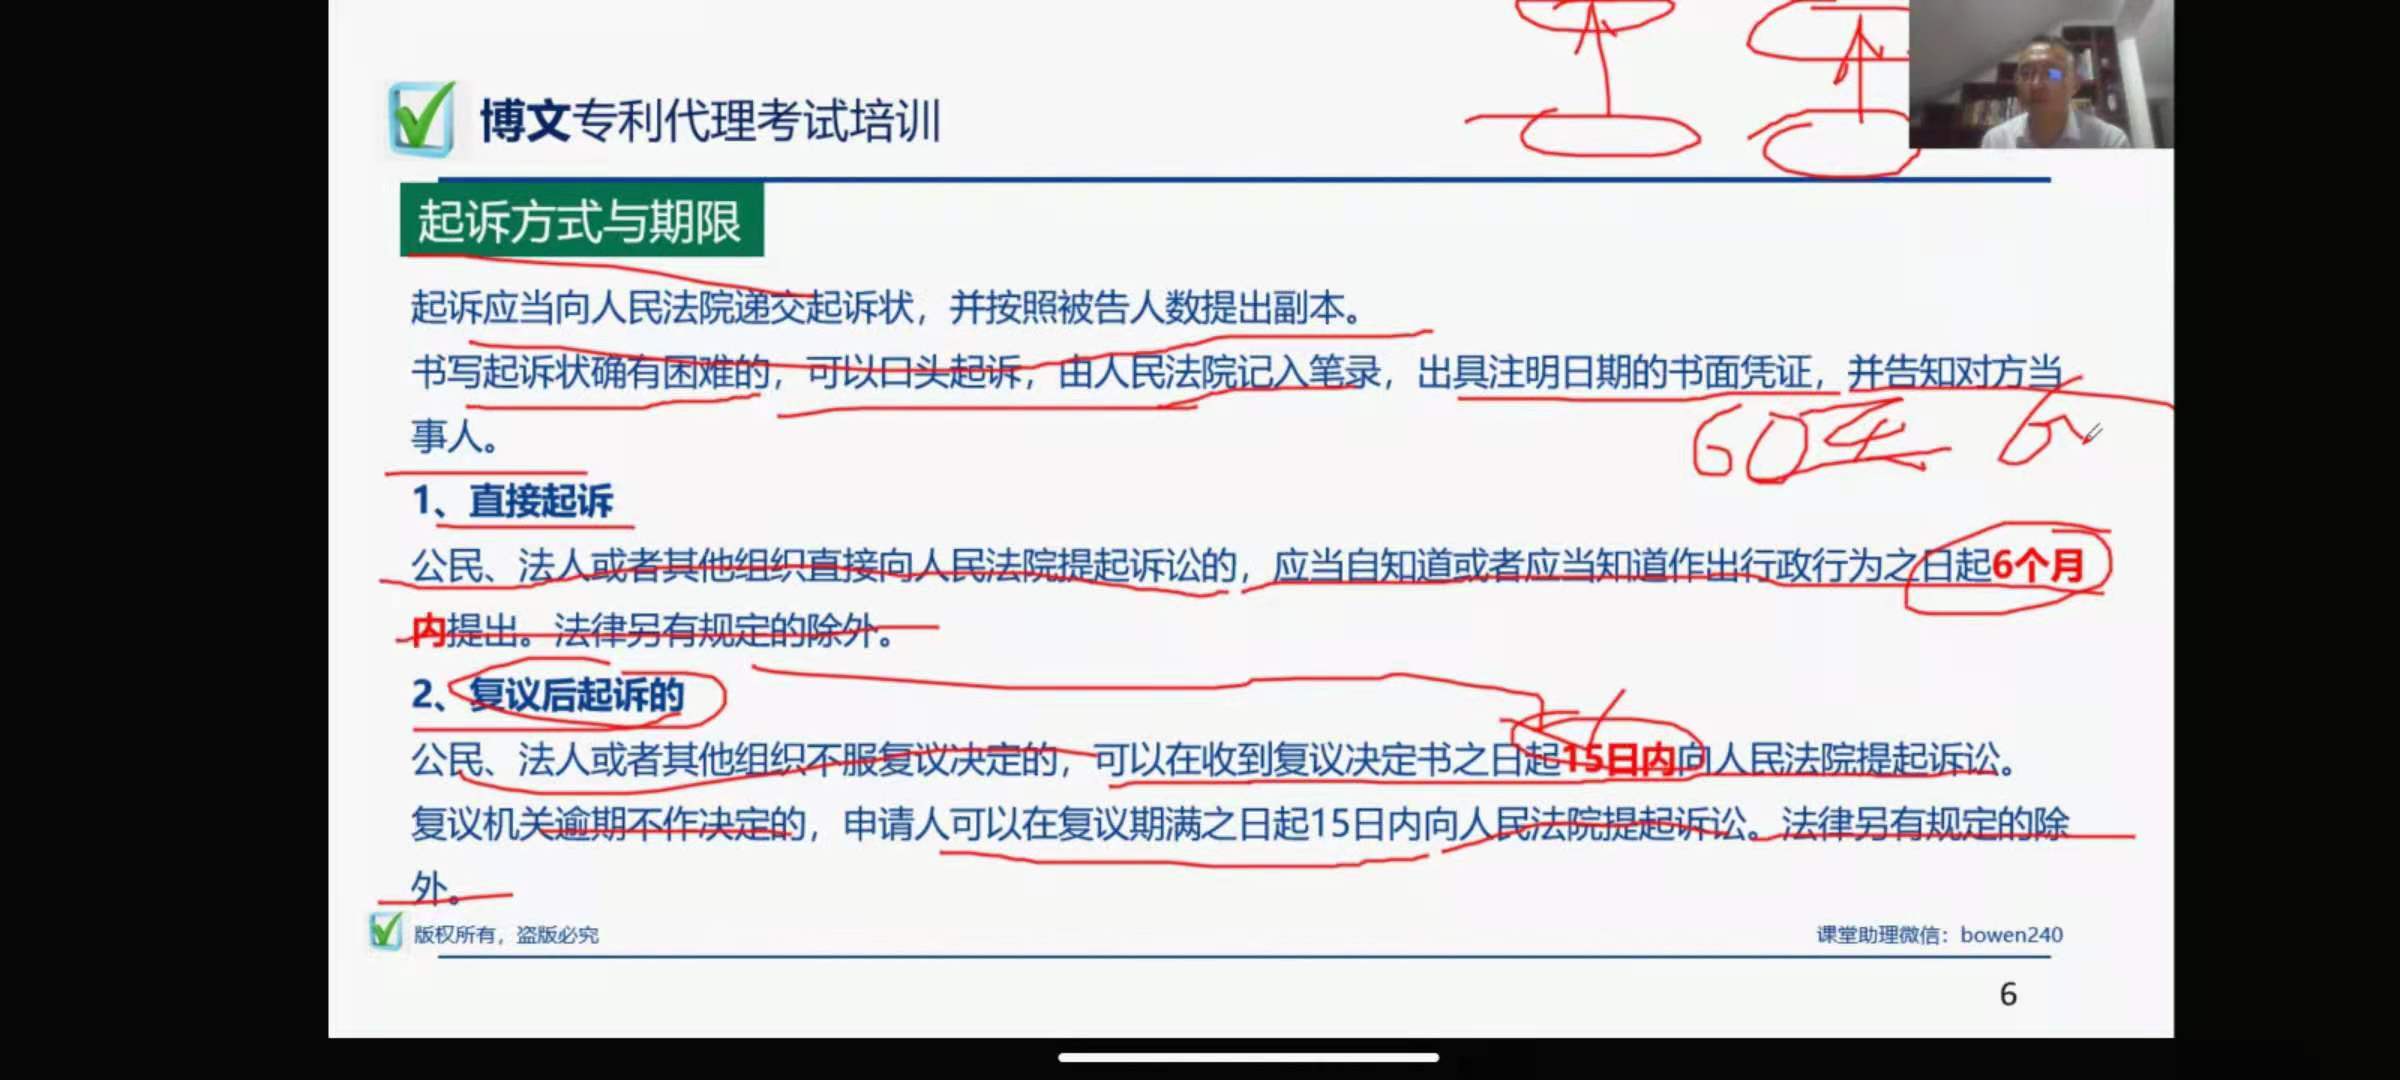 博文专利代理考试培训
起诉方式与期限
起诉应当向人民法院递交起诉状，并按照被告人数提出副本。
书写起诉状确有困难的，可以口头起诉，由人民法院记入笔录，出具注明日期的书面凭证，并告知对方当
事人。
60
1、直接起诉
公民、法人或者其他组织直接向人民法院提起诉讼的，应当自知道或者应当知道作出行政行为之日起6个月
内提出。法律另有规定的除外。
2、复议后起诉的
公民、法人或者其他组织不服复议决定的，可以在收到复议决定书之日起15日内向人民法院提起诉讼。
复议机关逾期不作决定的，申请人可以在复议期满之日起15日内向人民法院提起诉讼。法律另有规定的除
外。
版权所有，盗版必究
课堂助理微信：bowen240
6